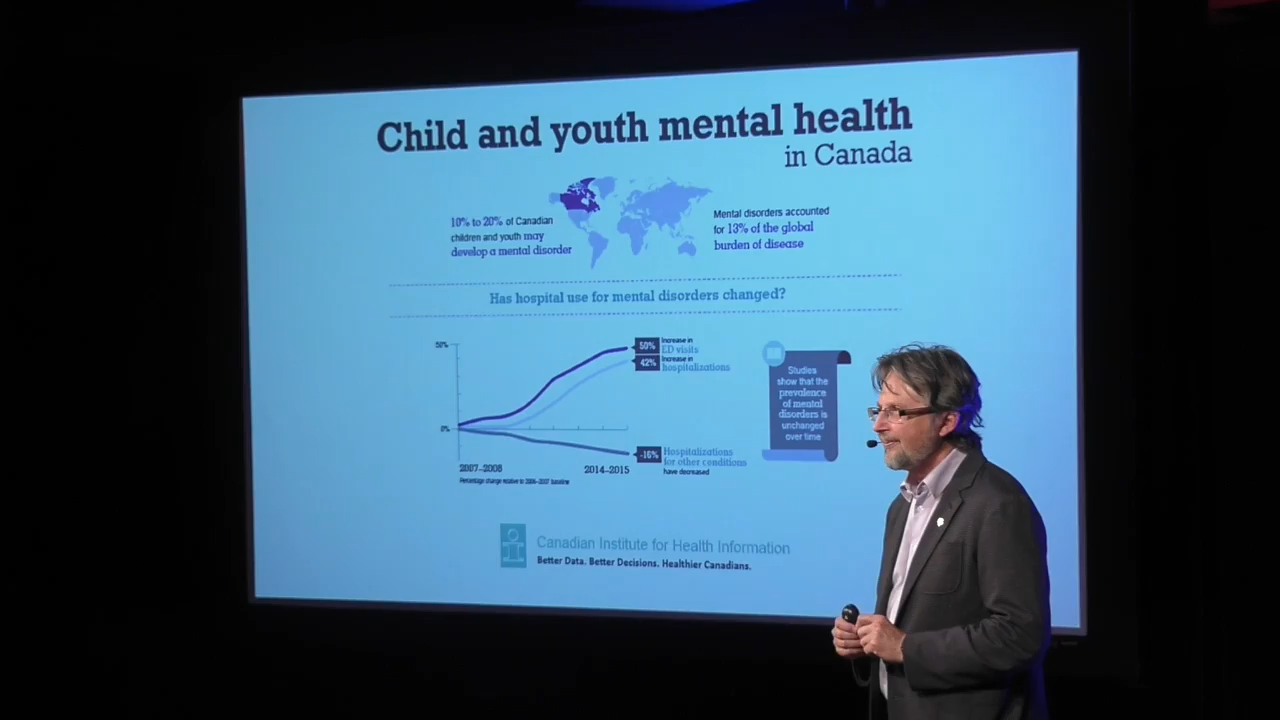 Child and youth mental health
in Canada
10% to 20% of Canadian
children and youth may
develop a mental disorder
Mental disorders accounted
for 13% of the global
burden of disease
Has hospital use for mental disorders changed?
50%
0%
50%
Increase in
ED visits
42%
Increase in
hospitalizations
-16%
Hospitalizations
for other conditions
have decreased
2007–2008
2014–2015
Percentage change relative to 2006–2007 baseline
Studies
show that the
prevalence
of mental
disorders is
unchanged
over time
Canadian Institute for Health Information
Better Data. Better Decisions. Healthier Canadians.